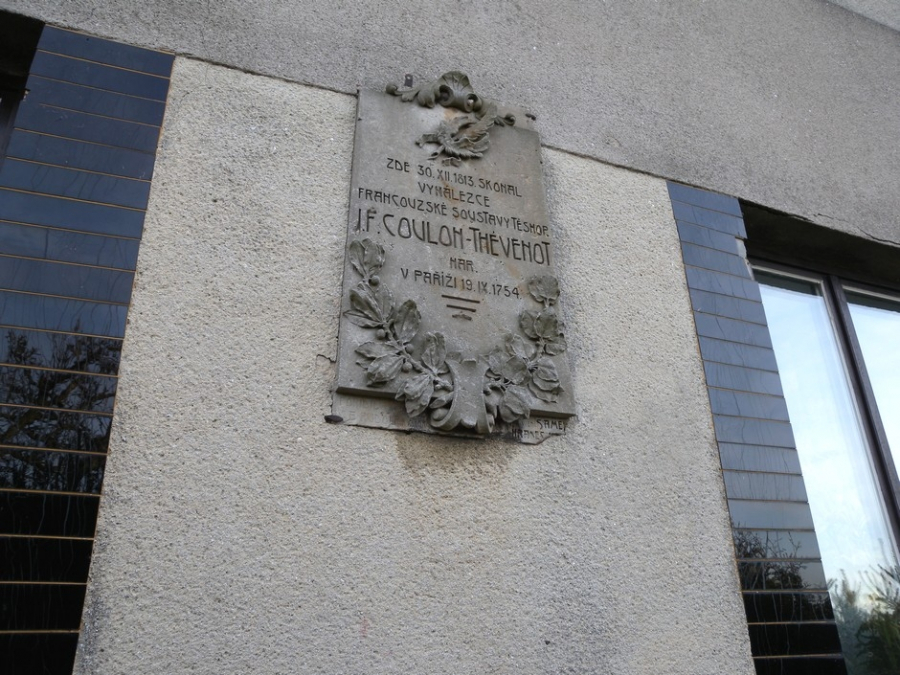 ZDE 30.XII.1813. SKONAL
VYNÁLEZCE
FRANCOUZSKÉ SOUSTAVY TĚSNOP.
J.F. COULON-THÉVENOT
NAR.
V PAŘÍŽI 19.IX.1754.